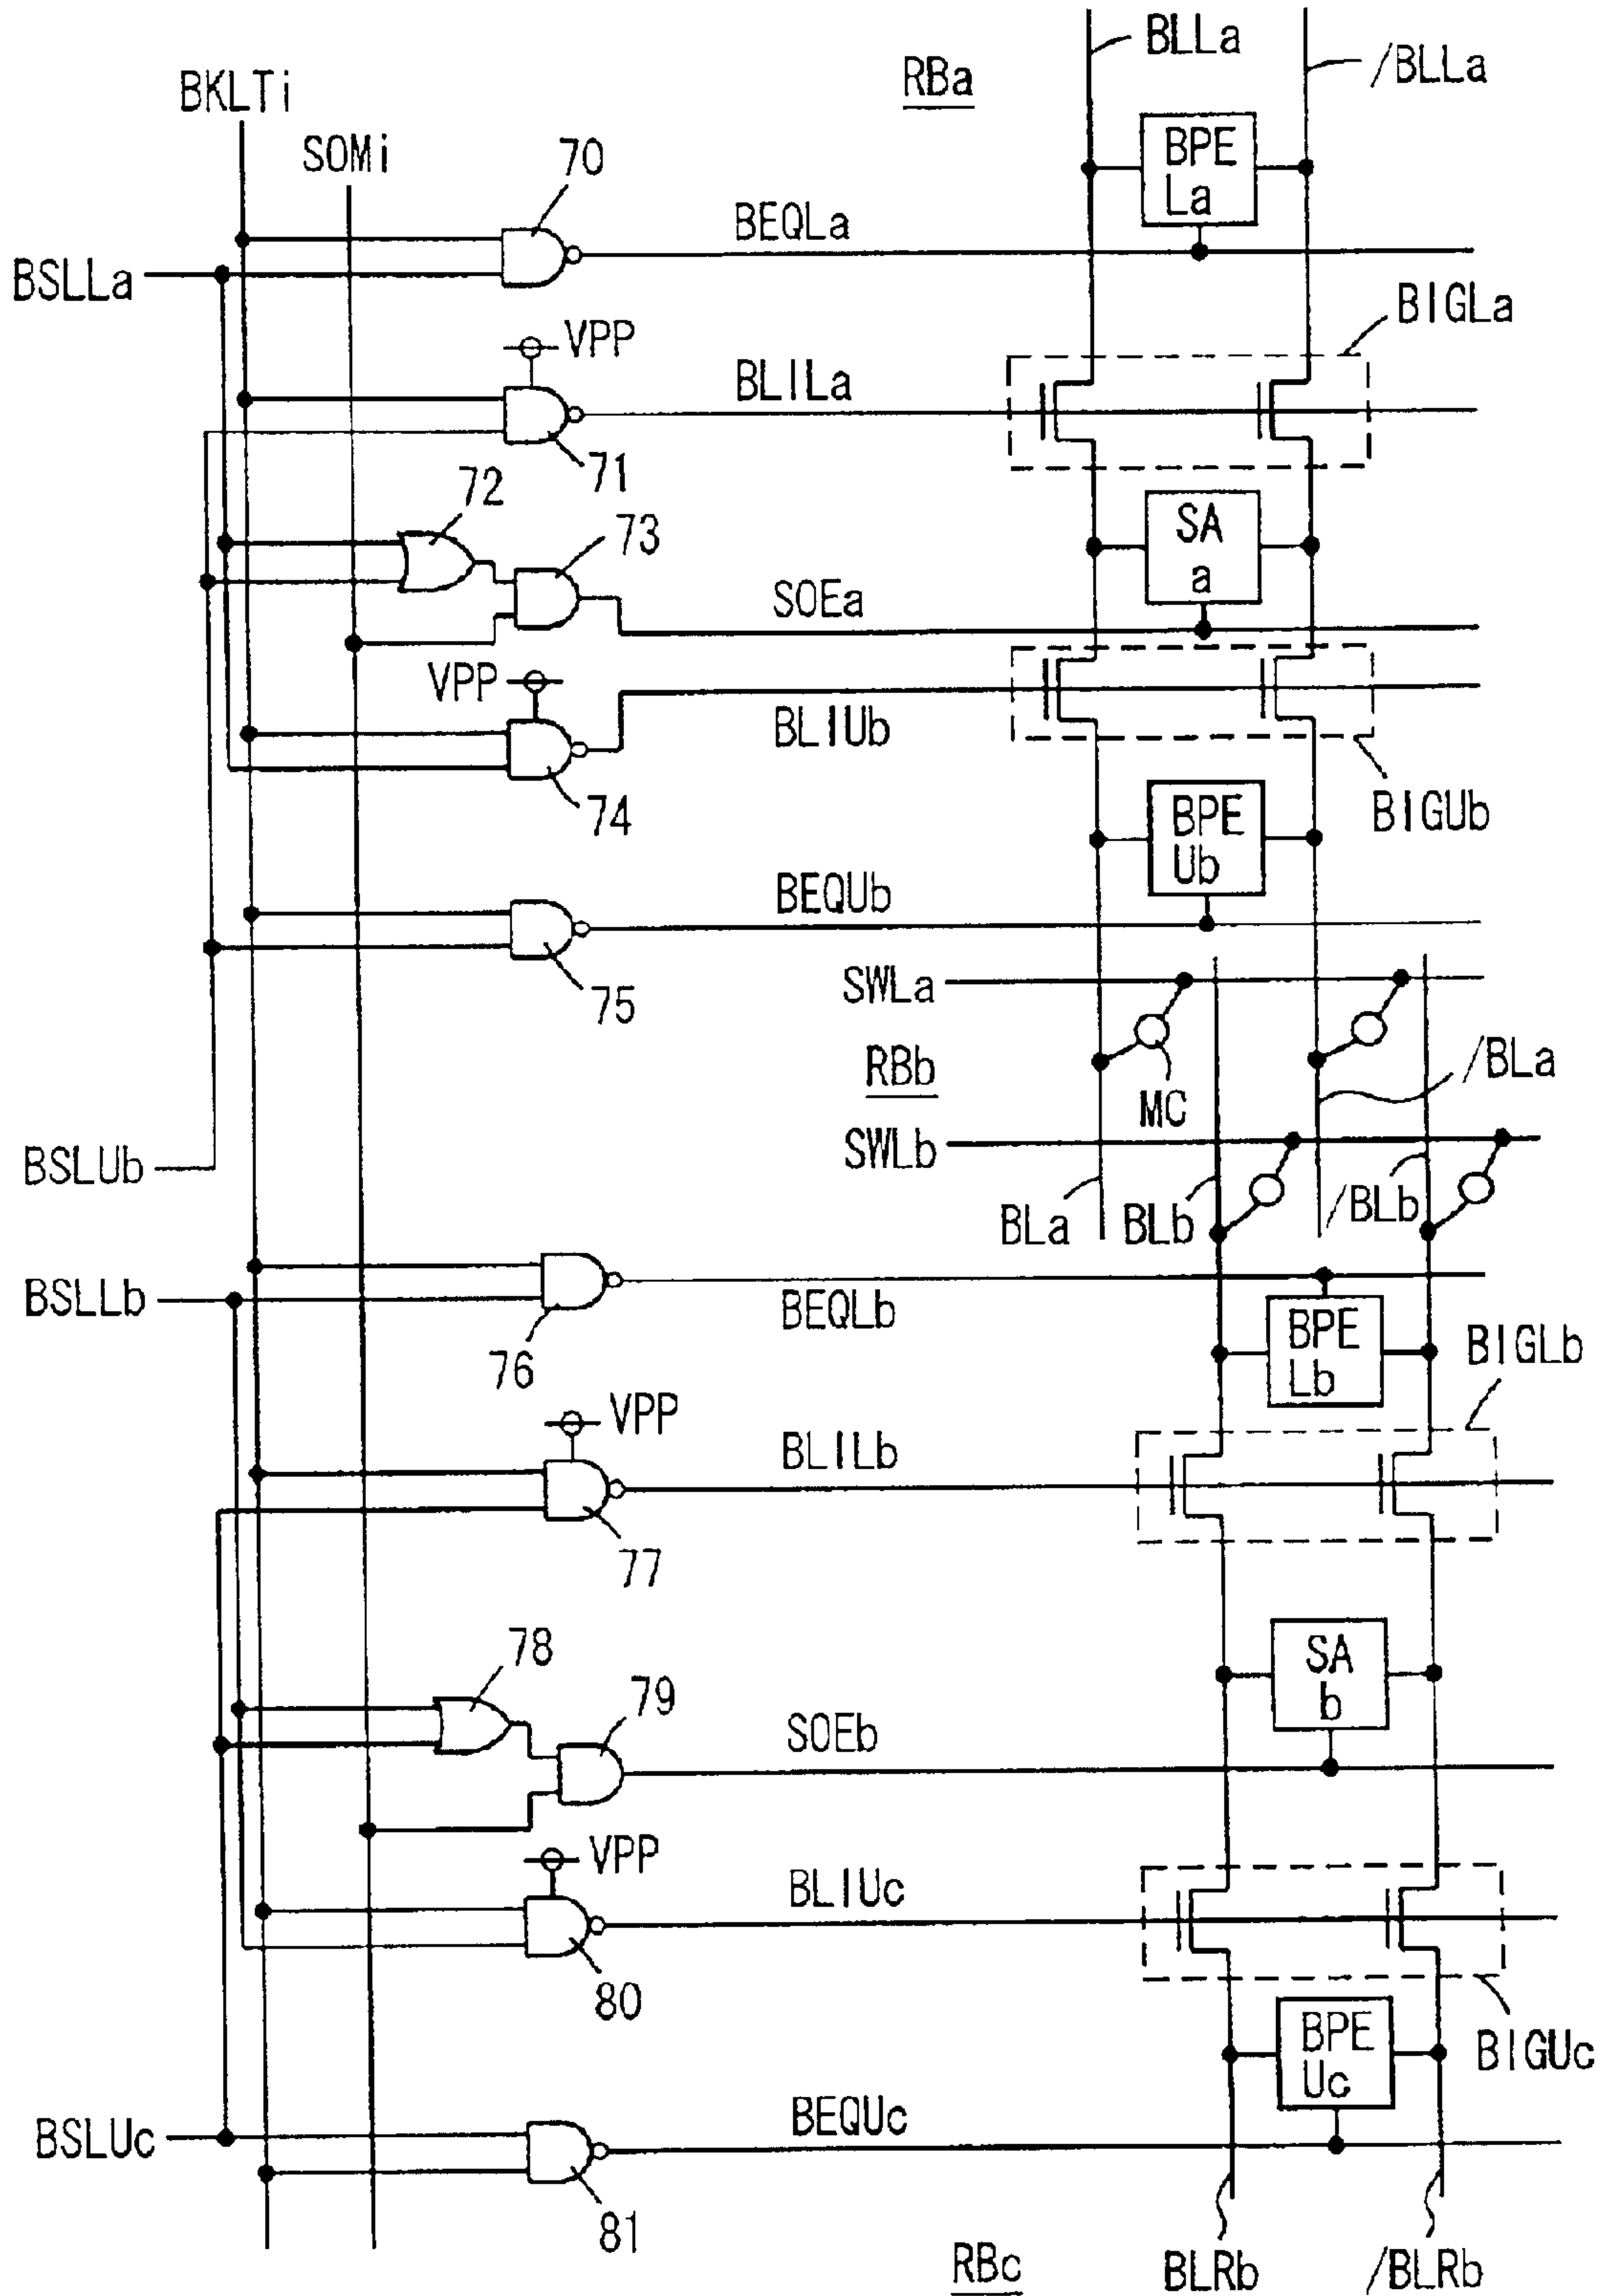 BLLa
/BLLa
RBa
BKLTi
SOMi
70
BPE
La
BEQLa
BSLLa
BIGLa
VPP
BLILa
71
72
73
SA
a
SOEa
VPP
BLIUb
74
BIGUb
BPE
Ub
BEQUb
75
SWLa
RBb
MC
/BLa
SWLb
BSLUb
BLa
BLb
/BLb
BSLLb
BEQLb
76
BPE
Lb
BIGLb
VPP
BLILb
77
78
79
SA
b
SOEb
VPP
BLIUc
80
BPE
Uc
BIGUc
BSLUc
BEQUc
81
RBc
BLRb
/BLRb